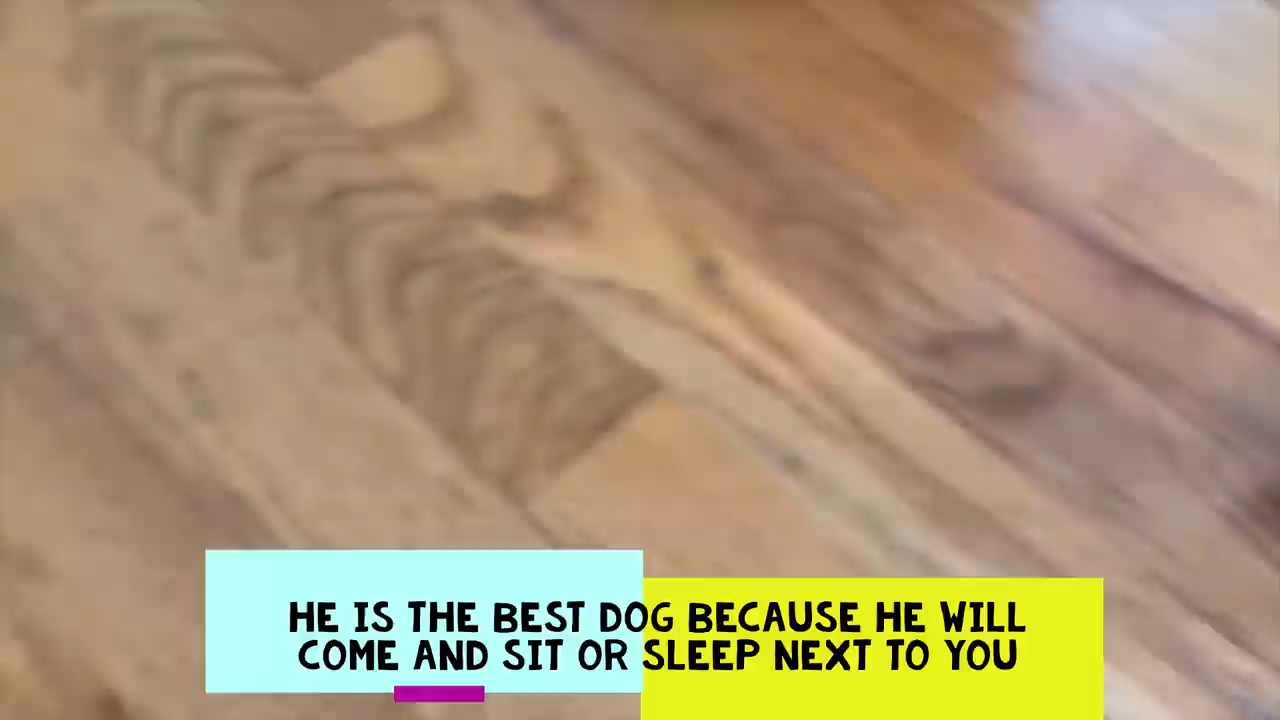 HE IS THE BEST DOG BECAUSE HE WILL
COME AND SIT OR SLEEP NEXT TO YOU